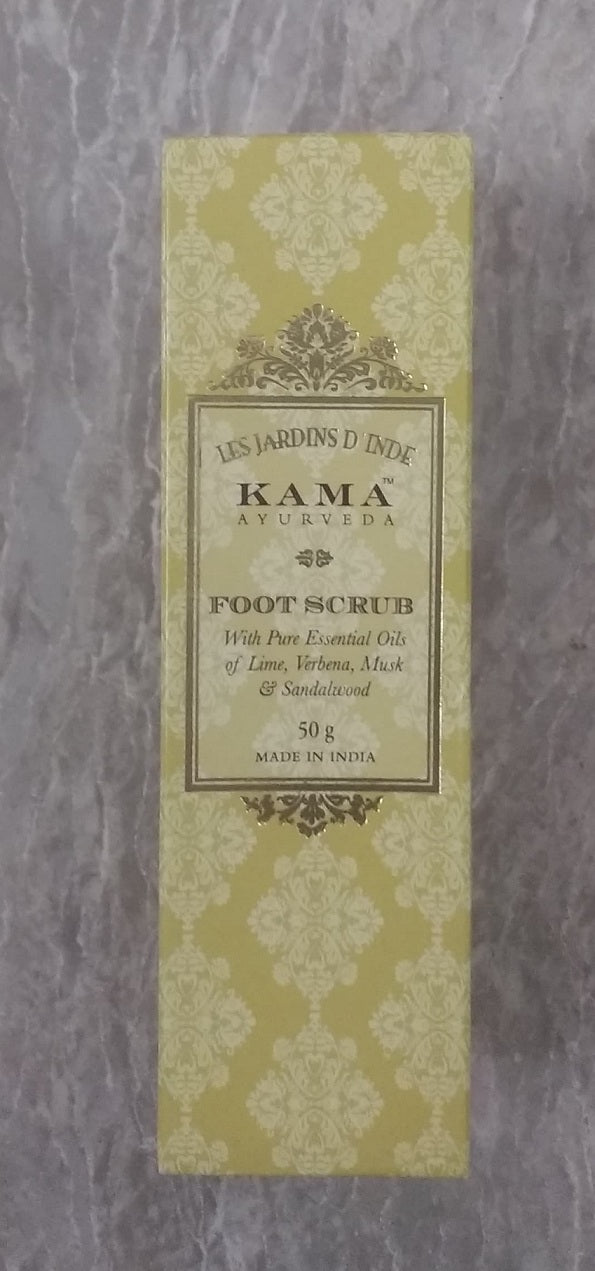 LES JARDINS D'INDE
KAMA™
AYURVEDA
FOOT SCRUB
With Pure Essential Oils
of Lime, Verbena, Musk
& Sandalwood
50 g
MADE IN INDIA